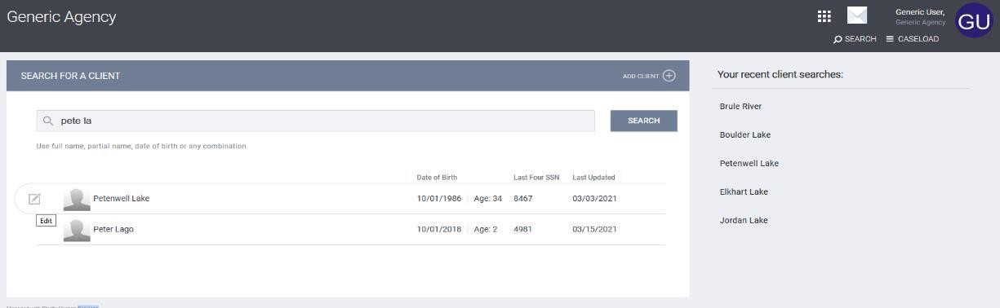 Generic Agency
Generic User,
Generic Agency
GU
SEARCH
CASELOAD
SEARCH FOR A CLIENT
ADD CLIENT
pete la
SEARCH
Use full name, partial name, date of birth or any combination.
Date of Birth Last Four SSN Last Updated
Petenwell Lake 10/01/1986 Age: 34 8467 03/03/2021
Edit
Peter Lago 10/01/2018 Age: 2 4981 03/15/2021
Your recent client searches:
Brule River
Boulder Lake
Petenwell Lake
Elkhart Lake
Jordan Lake